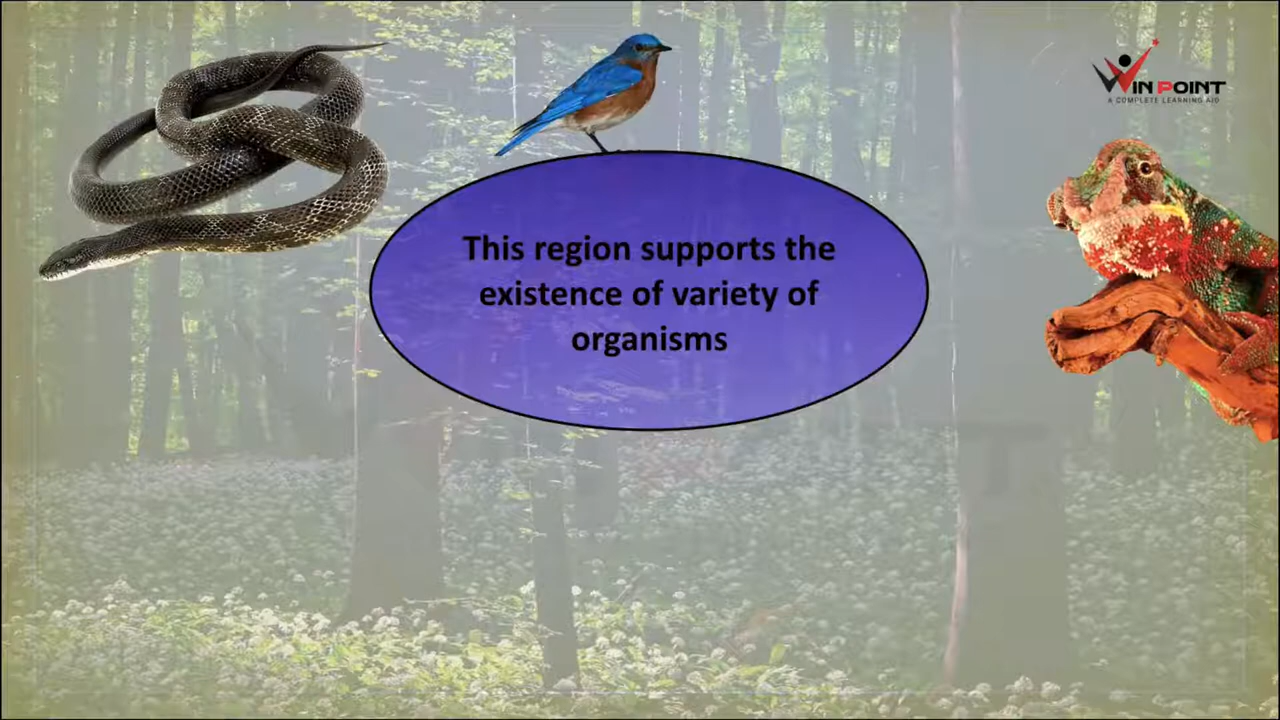 WIN POINT
A COMPLETE LEARNING AID
This region supports the
existence of variety of
organisms